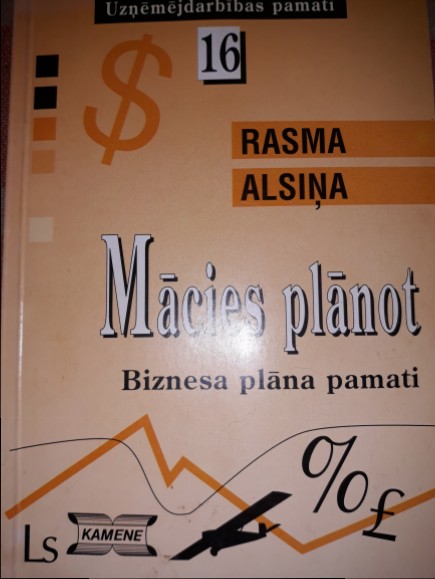 Uzņēmējdarbības pamati
16
$
RASMA
ALSIŅA
Mācies plānot
Biznesa plāna pamati
%
£
Ls
KAMENE